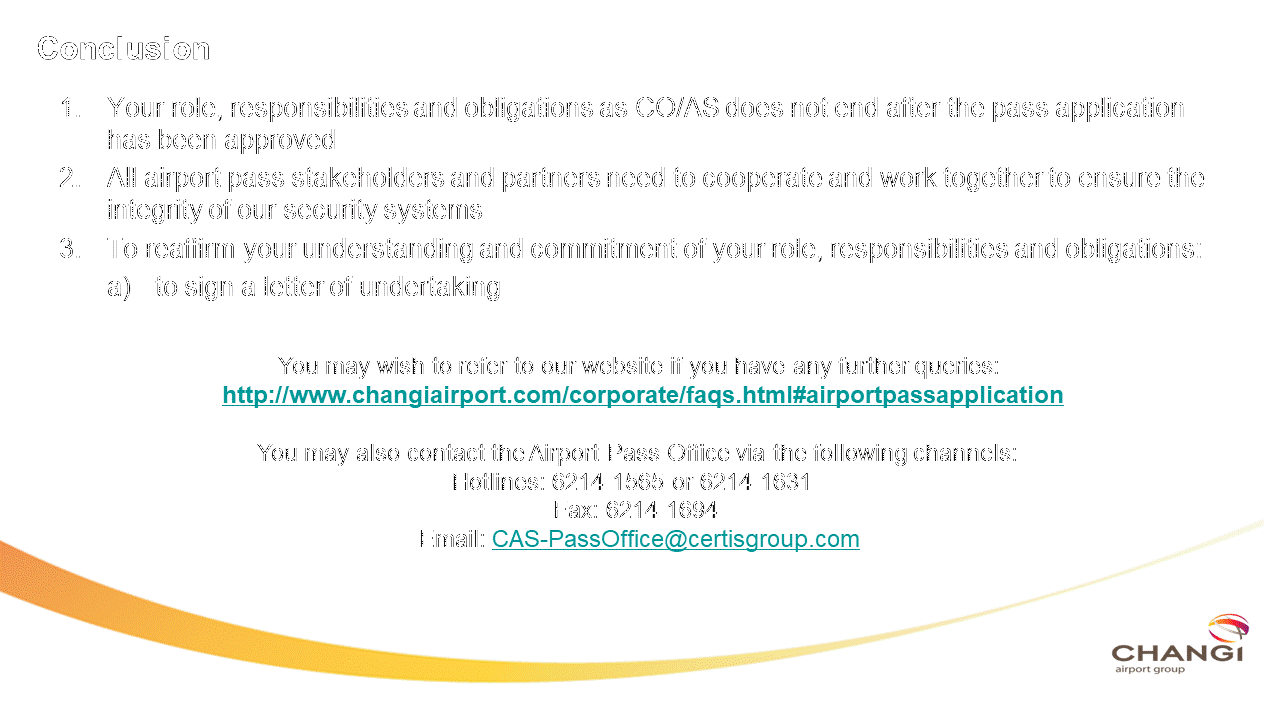 Conclusion
1. Your role, responsibilities and obligations as CO/AS does not end after the pass application
has been approved
2. All airport pass stakeholders and partners need to cooperate and work together to ensure the
integrity of our security systems
3. To reaffirm your understanding and commitment of your role, responsibilities and obligations:
a) to sign a letter of undertaking
You may wish to refer to our website if you have any further queries:
http://www.changiairport.com/corporate/faqs.html#airportpassapplication
You may also contact the Airport Pass Office via the following channels:
Hotlines: 6214 1565 or 6214 1631
Fax: 6214 1694
Email: CAS-PassOffice@certisgroup.com
CHANGI
airport group